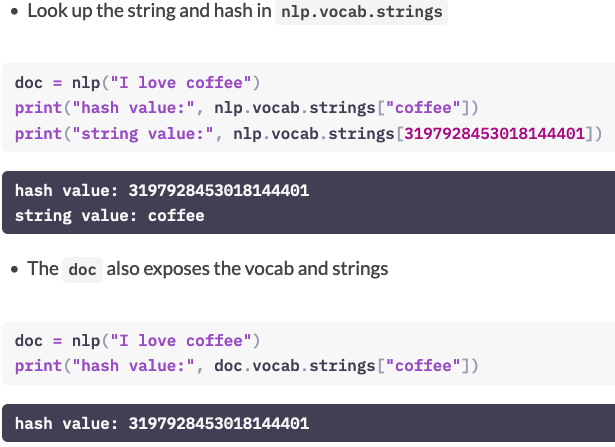 • Look up the string and hash in nlp.vocab.strings
doc = nlp("I love coffee")
print("hash value:", nlp.vocab.strings["coffee"])
print("string value:", nlp.vocab.strings[3197928453018144401])
hash value: 3197928453018144401
string value: coffee
• The doc also exposes the vocab and strings
doc = nlp("I love coffee")
print("hash value:", doc.vocab.strings["coffee"])
hash value: 3197928453018144401